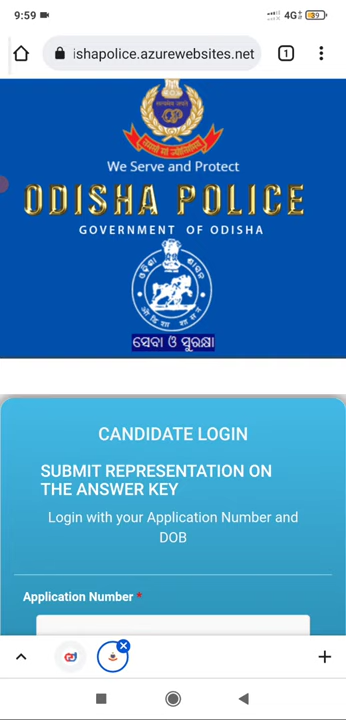 9:59
4G
39
ishapolice.azurewebsites.net
1
We Serve and Protect
ODISHA POLICE
GOVERNMENT OF ODISHA
ସେବା ଓ ସୁରକ୍ଷା
CANDIDATE LOGIN
SUBMIT REPRESENTATION ON
THE ANSWER KEY
Login with your Application Number and
DOB
Application Number *